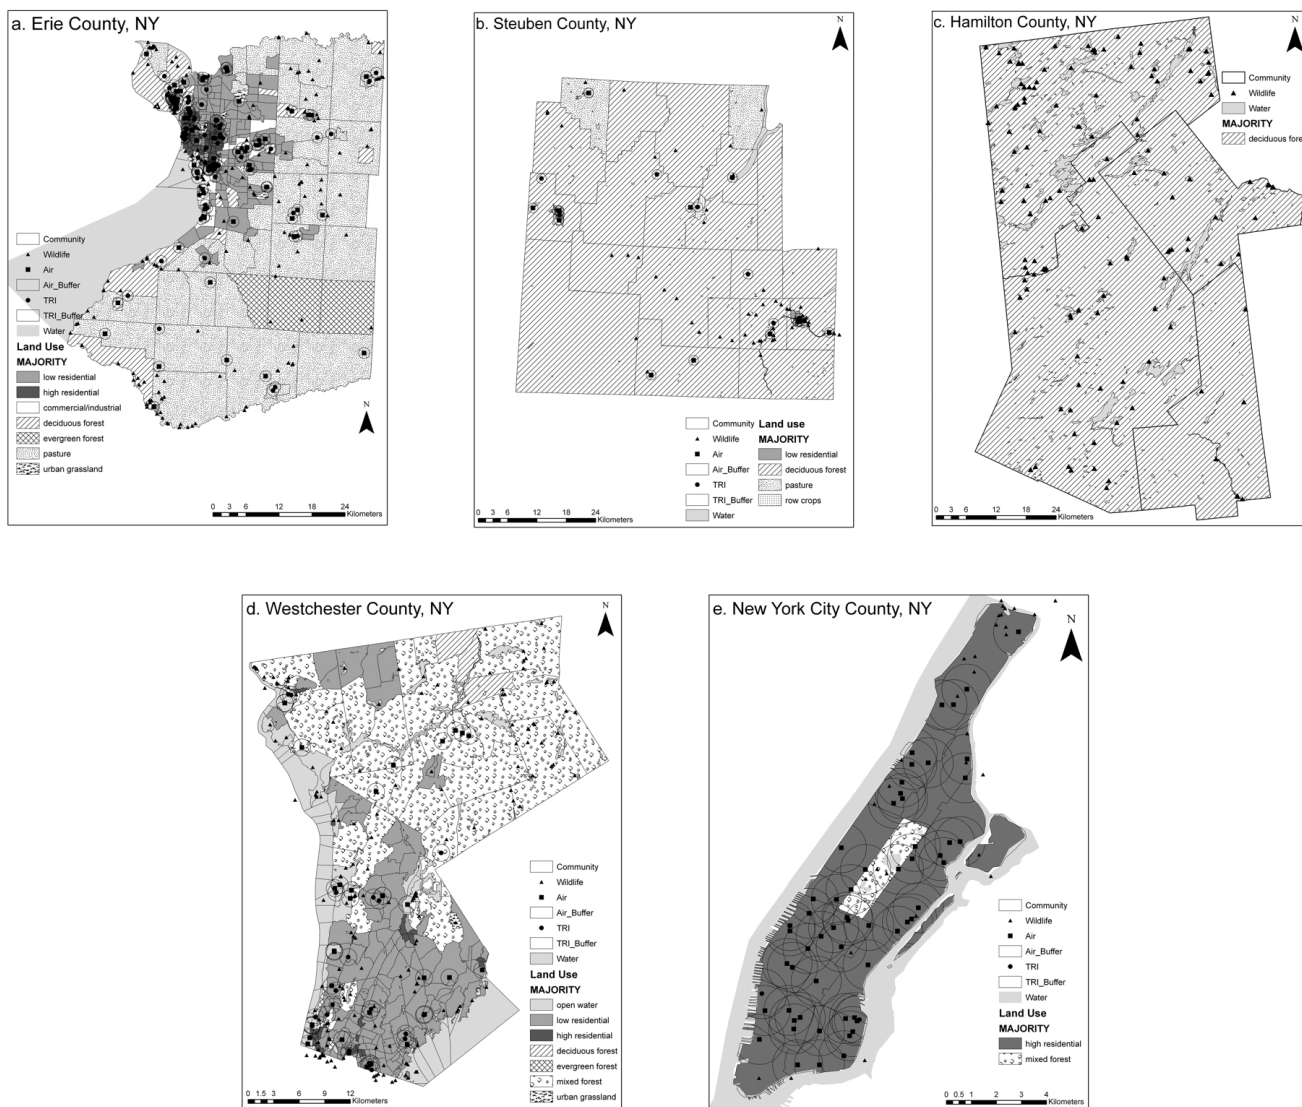 a. Erie County, NY
Community
Wildlife
Air
Air_Buffer
TRI
TRI_Buffer
Water
Land Use
MAJORITY
low residential
high residential
commercial/industrial
deciduous forest
evergreen forest
pasture
urban grassland
N
0 3 6 12 18 24
Kilometers
b. Steuben County, NY
N
Community
Wildlife
Air
Air_Buffer
TRI
TRI_Buffer
Water
Land use
MAJORITY
low residential
deciduous forest
pasture
row crops
0 3 6 12 18 24
Kilometers
c. Hamilton County, NY
N
Community
Wildlife
Water
MAJORITY
deciduous fore
0 3 6 12 18 24
Kilometers
d. Westchester County, NY
N
Community
Wildlife
Air
Air_Buffer
TRI
TRI_Buffer
Water
Land Use
MAJORITY
open water
low residential
high residential
deciduous forest
evergreen forest
mixed forest
urban grassland
0 1.5 3 6 9 12
Kilometers
e. New York City County, NY
N
Community
Wildlife
Air
Air_Buffer
TRI
TRI_Buffer
Water
Land Use
MAJORITY
high residential
mixed forest
0 0.5 1 2 3 4
Kilometers